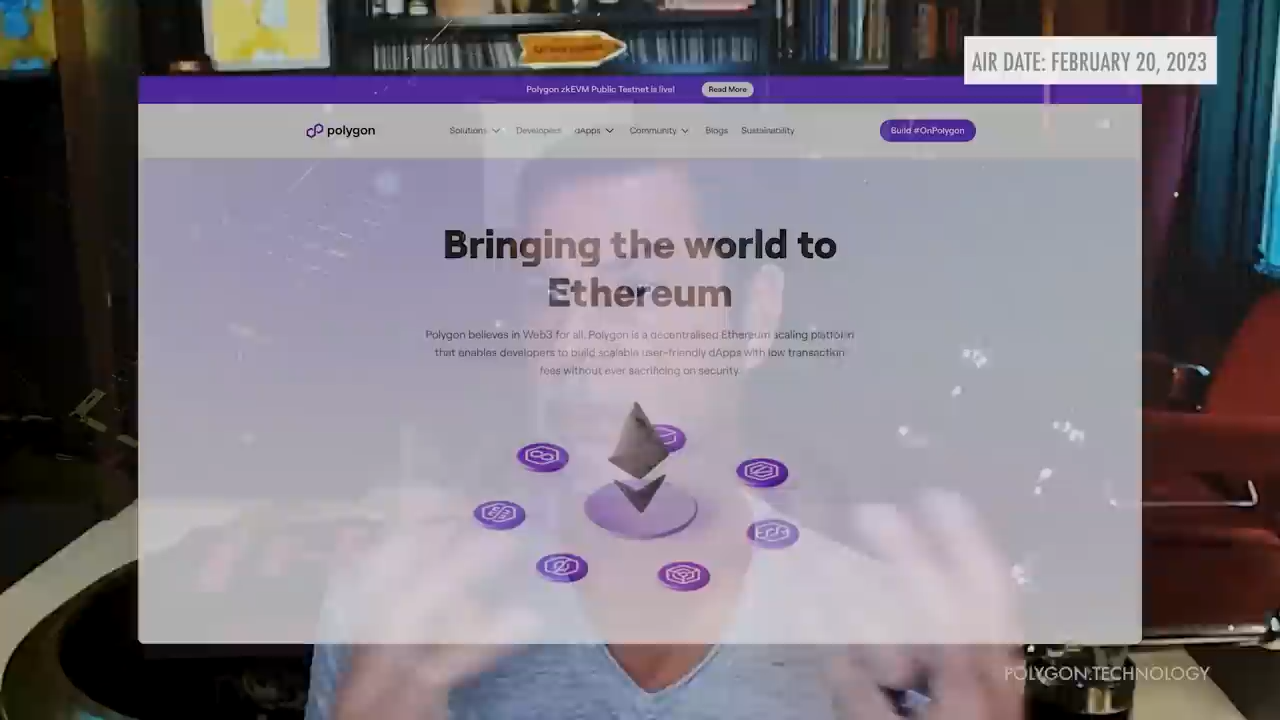 AIR DATE: FEBRUARY 20, 2023
Polygon zkEVM Public Testnet is live! Read More
polygon Solutions Developers dApps Community Blogs Sustainability Build #OnPolygon
Bringing the world to
Ethereum
Polygon believes in Web3 for all. Polygon is a decentralised Ethereum scaling platform
that enables developers to build scalable user-friendly dApps with low transaction
fees without ever sacrificing on security.
POLYGON.TECHNOLOGY